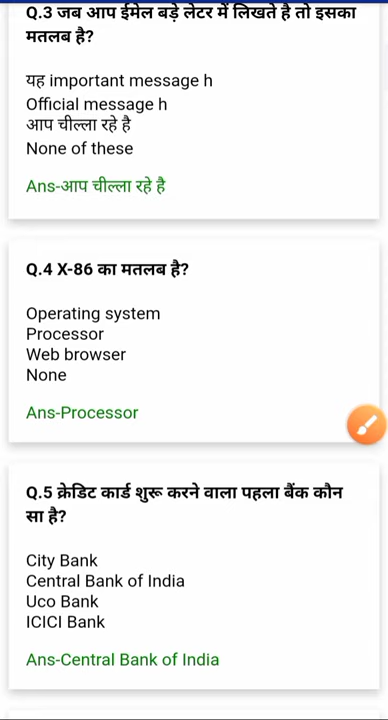 Q.3 जब आप ईमेल बड़े लेटर में लिखते है तो इसका
मतलब है?
यह important message h
Official message h
आप चील्ला रहे है
None of these
Ans-आप चील्ला रहे है
Q.4 X-86 का मतलब है?
Operating system
Processor
Web browser
None
Ans-Processor
Q.5 क्रेडिट कार्ड शुरू करने वाला पहला बैंक कौन
सा है?
City Bank
Central Bank of India
Uco Bank
ICICI Bank
Ans-Central Bank of India